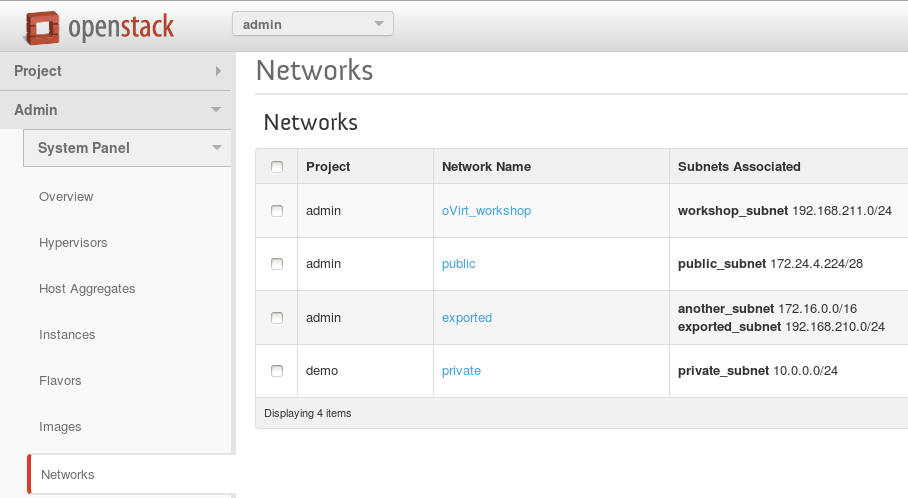 openstack
admin
Project
Admin
System Panel
Overview
Hypervisors
Host Aggregates
Instances
Flavors
Images
Networks
Networks
Networks
Project Network Name Subnets Associated
admin oVirt_workshop workshop_subnet 192.168.211.0/24
admin public public_subnet 172.24.4.224/28
admin exported another_subnet 172.16.0.0/16
exported_subnet 192.168.210.0/24
demo private private_subnet 10.0.0.0/24
Displaying 4 items